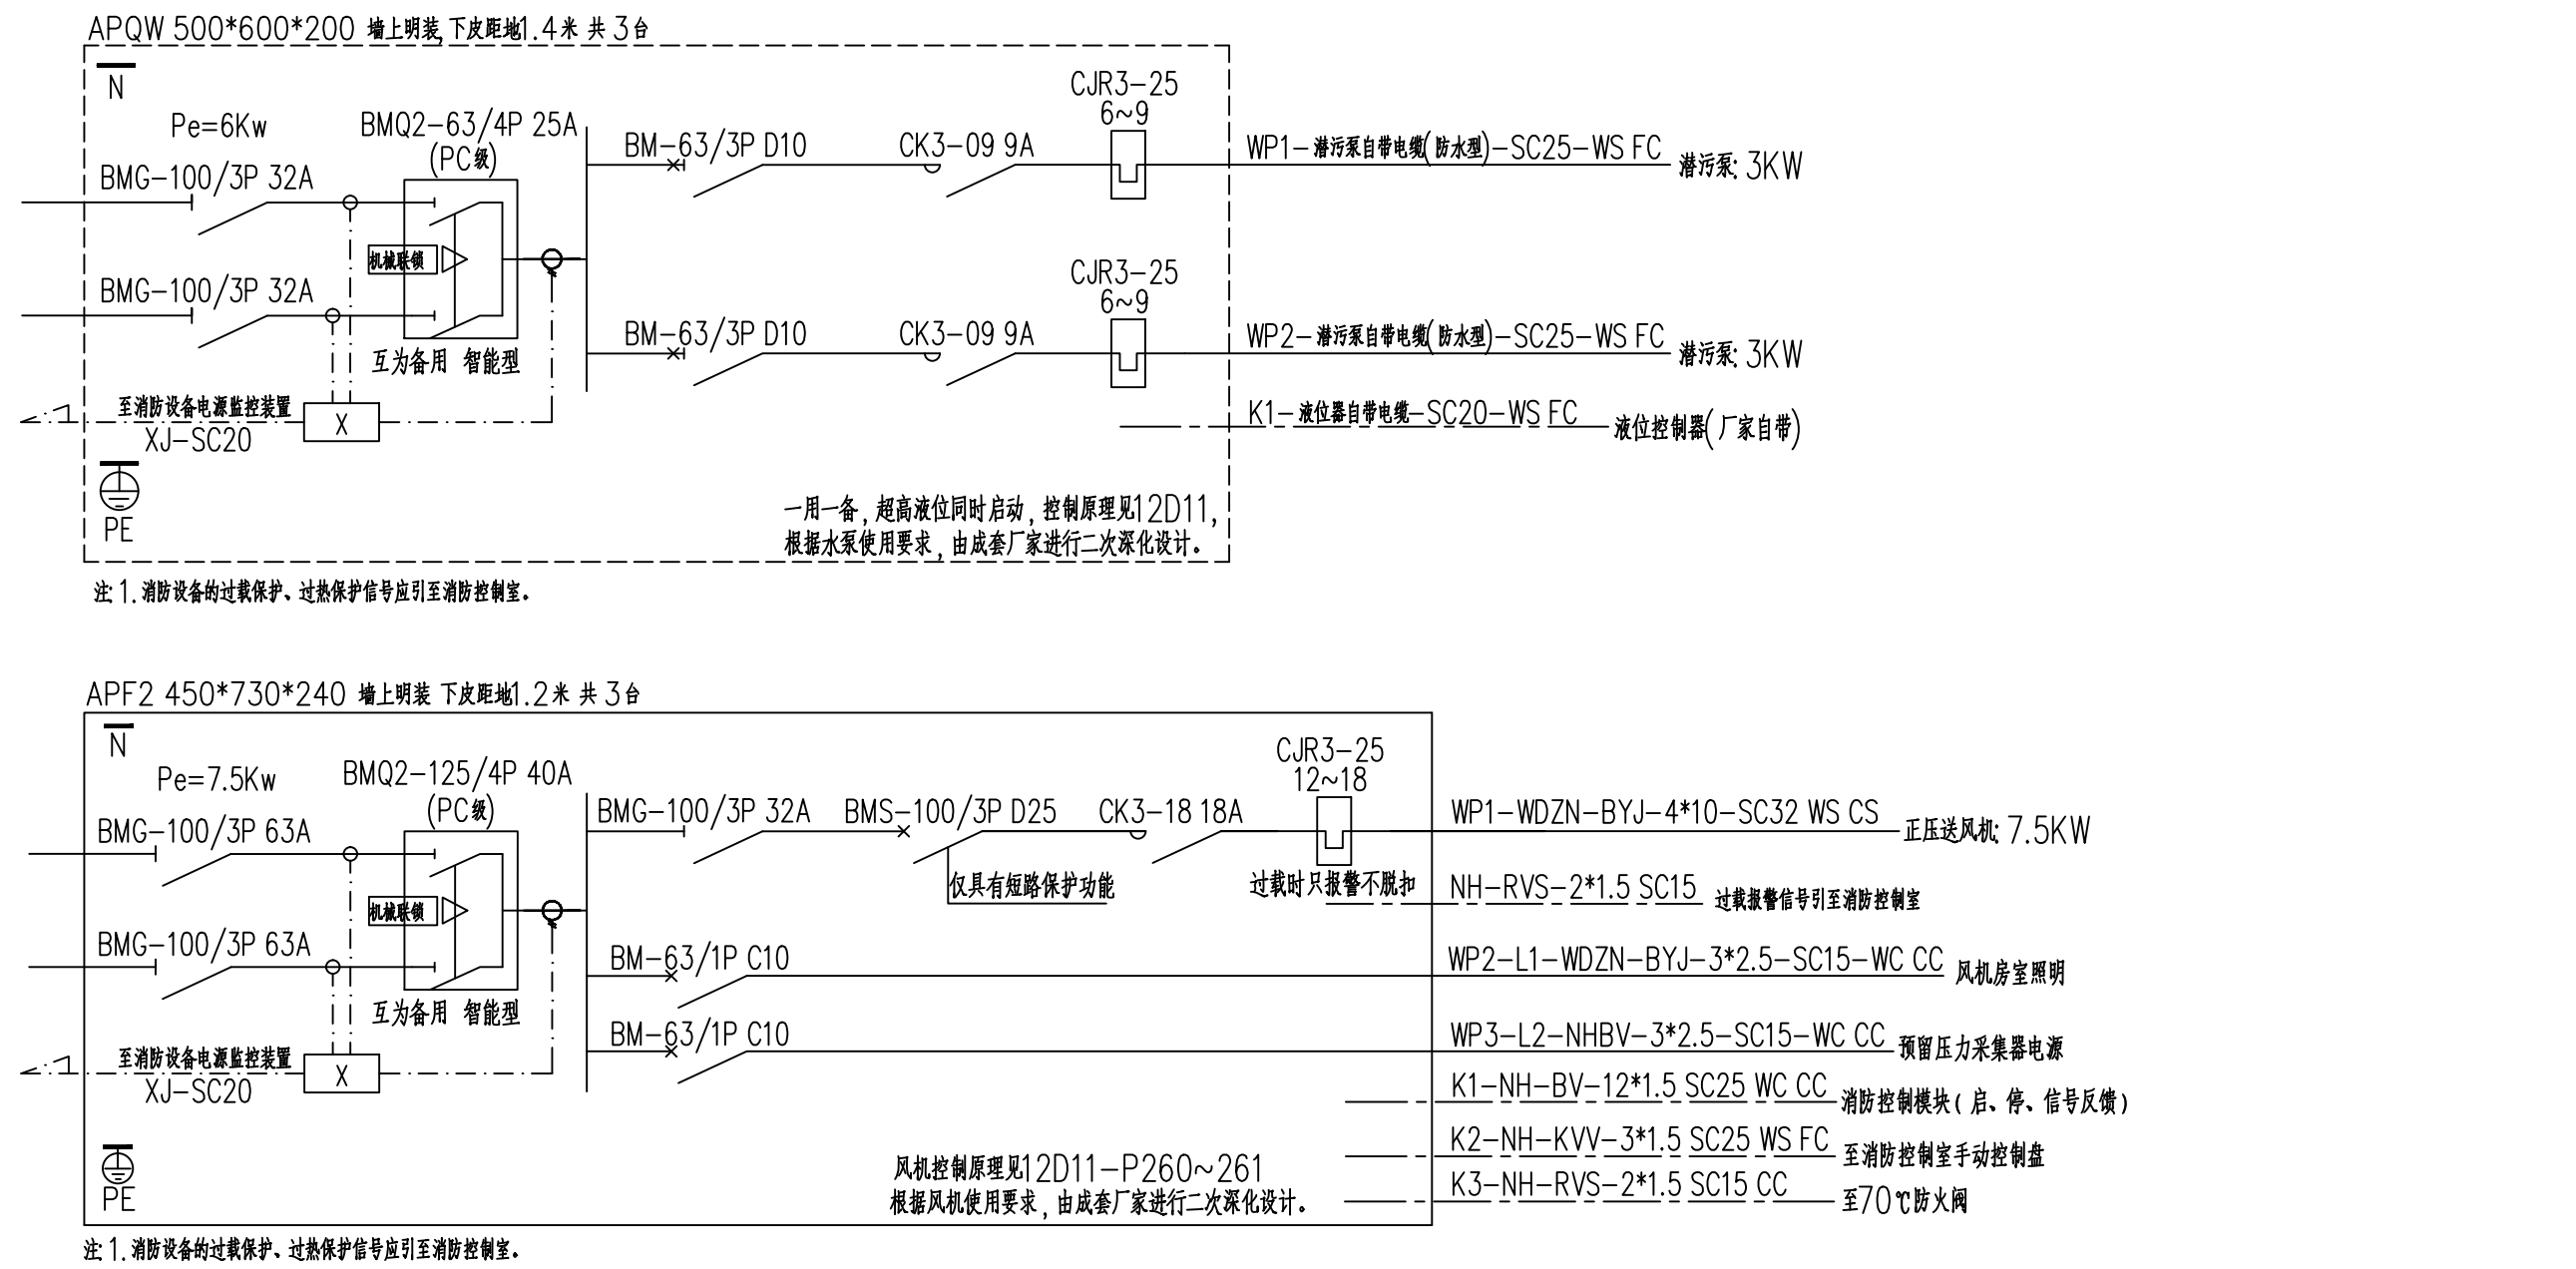 APQW 500*600*200 墙上明装,下皮距地1.4米 共 3台
N
Pe=6Kw
BMQ2-63/4P 25A
(PC级)
BMG-100/3P 32A
BM-63/3P D10
CK3-09 9A
CJR3-25
6~9
WP1-潜污泵自带电缆(防水型)-SC25-WS FC
潜污泵: 3KW
机械联锁
BMG-100/3P 32A
互为备用 智能型
BM-63/3P D10
CK3-09 9A
CJR3-25
6~9
WP2-潜污泵自带电缆(防水型)-SC25-WS FC
潜污泵: 3KW
至消防设备电源监控装置
XJ-SC20
X
K1-液位器自带电缆-SC20-WS FC
液位控制器(厂家自带)
PE
一用一备,超高液位同时启动,控制原理见12D11,
根据水泵使用要求,由成套厂家进行二次深化设计。
注: 1.消防设备的过载保护、过热保护信号应引至消防控制室。
APF2 450*730*240 墙上明装 下皮距地1.2米 共 3台
N
Pe=7.5Kw
BMQ2-125/4P 40A
(PC级)
BMG-100/3P 63A
BMG-100/3P 32A
BMS-100/3P D25
CK3-18 18A
CJR3-25
12~18
WP1-WDZN-BYJ-4*10-SC32 WS CS
正压送风机: 7.5KW
仅具有短路保护功能
过载时只报警不脱扣
NH-RVS-2*1.5 SC15
过载报警信号引至消防控制室
机械联锁
BMG-100/3P 63A
互为备用 智能型
BM-63/1P C10
WP2-L1-WDZN-BYJ-3*2.5-SC15-WC CC
风机房室照明
BM-63/1P C10
WP3-L2-NHBV-3*2.5-SC15-WC CC
预留压力采集器电源
至消防设备电源监控装置
XJ-SC20
X
K1-NH-BV-12*1.5 SC25 WC CC
消防控制模块(启、停、信号反馈)
K2-NH-KVV-3*1.5 SC25 WS FC
至消防控制室手动控制盘
K3-NH-RVS-2*1.5 SC15 CC
至70℃防火阀
PE
风机控制原理见12D11-P260~261
根据风机使用要求,由成套厂家进行二次深化设计。
注: 1.消防设备的过载保护、过热保护信号应引至消防控制室。